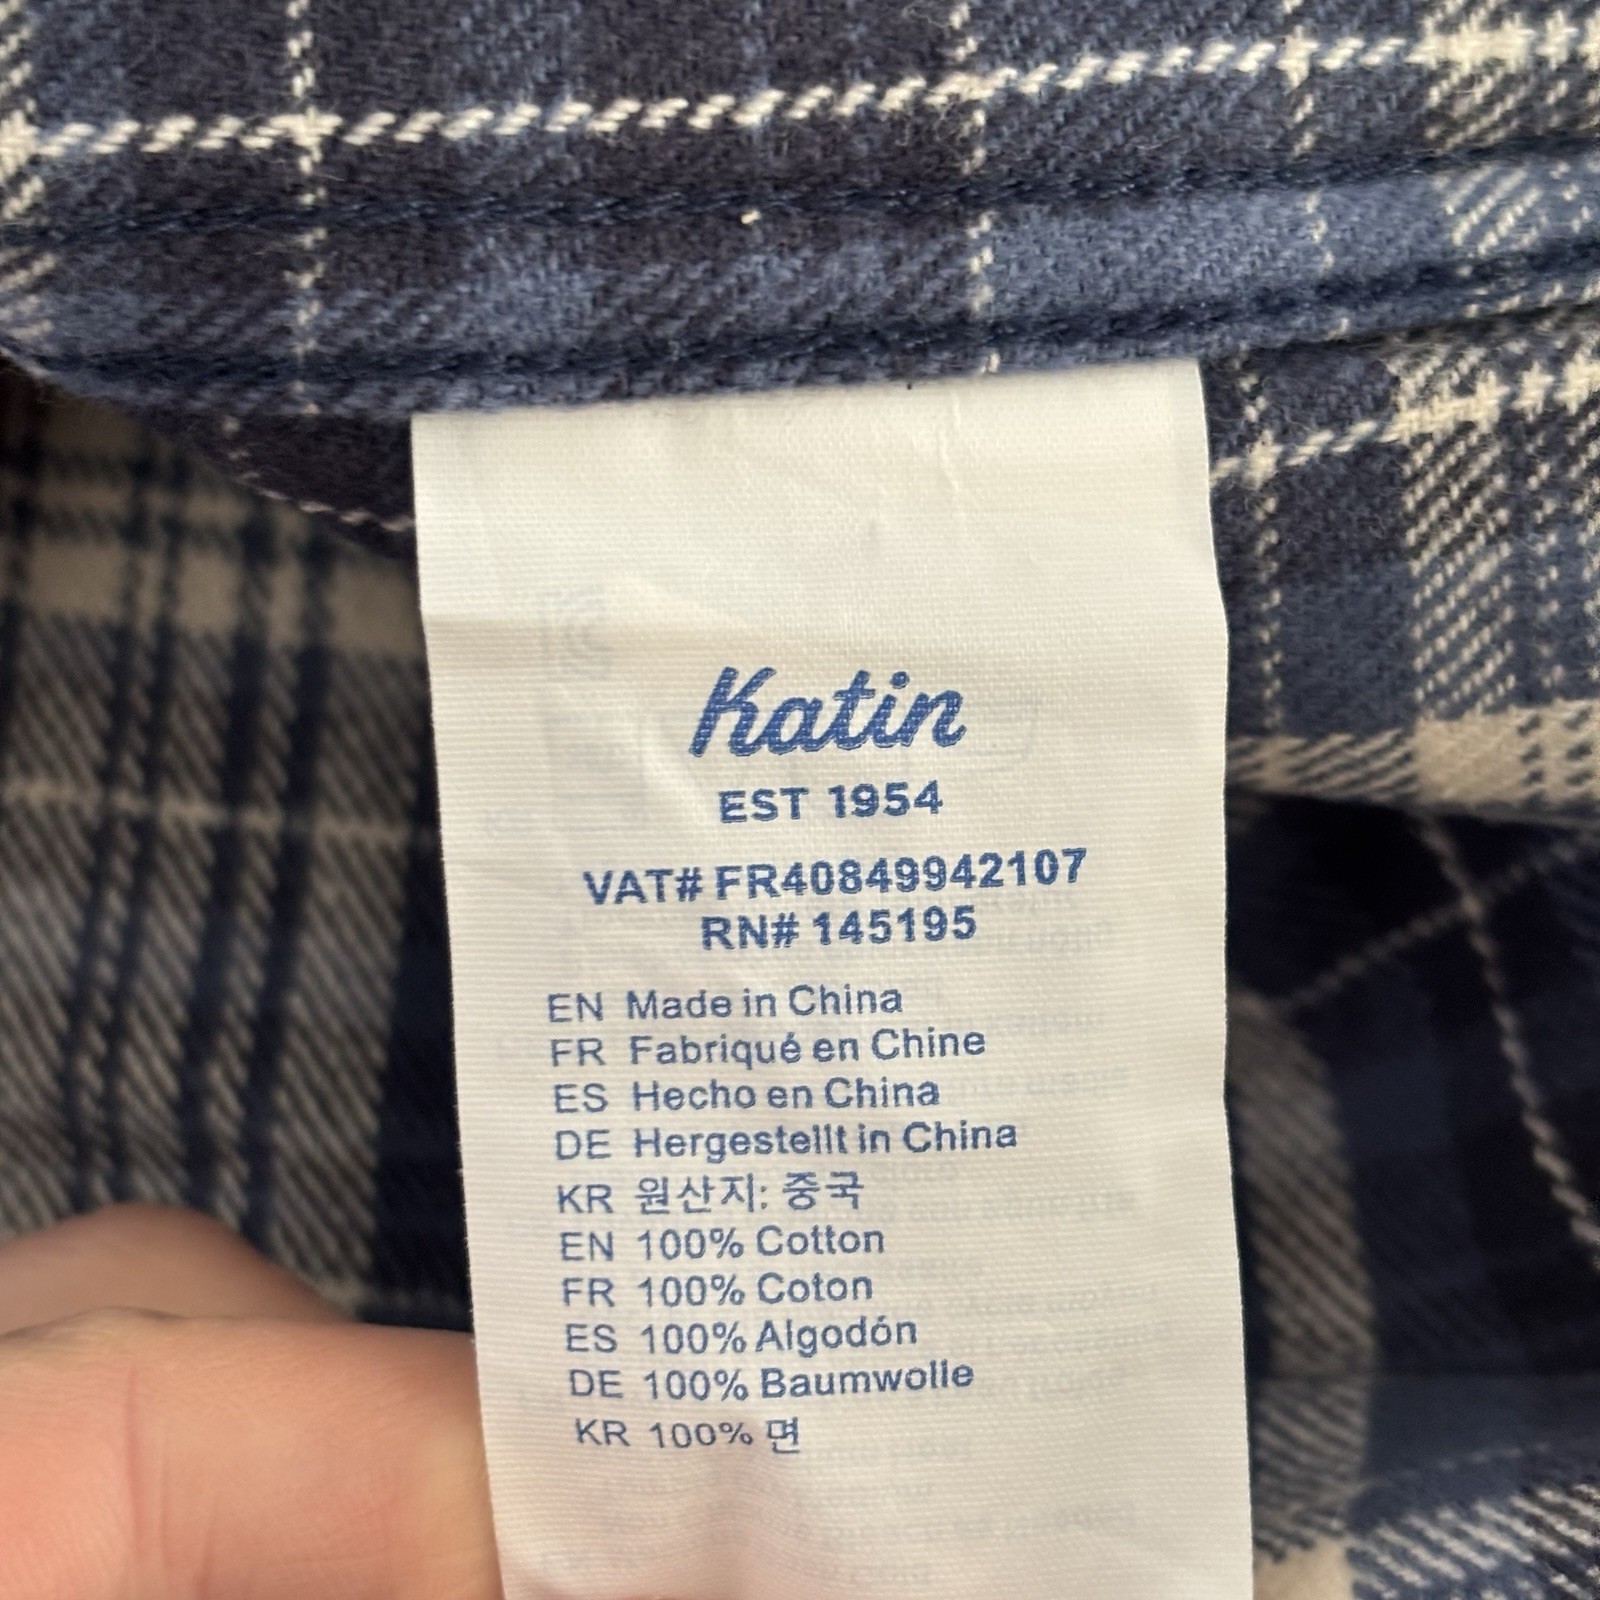 Katin
EST 1954
VAT# FR40849942107
RN# 145195
EN Made in China
FR Fabriqué en Chine
ES Hecho en China
DE Hergestellt in China
KR 원산지: 중국
EN 100% Cotton
FR 100% Coton
ES 100% Algodón
DE 100% Baumwolle
KR 100% 면